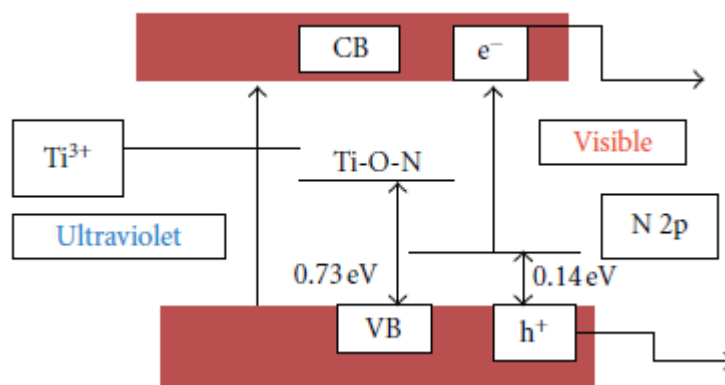 CB
e⁻
Ti³⁺
Ti-O-N
Visible
Ultraviolet
N 2p
0.73 eV
0.14 eV
VB
h⁺